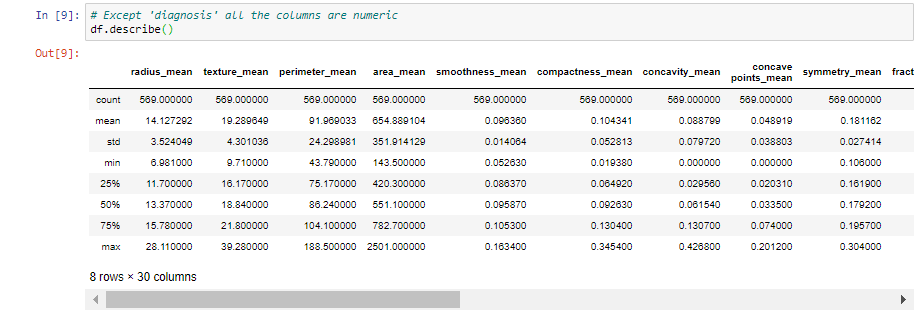 In [9]: # Except 'diagnosis' all the columns are numeric
df.describe()
Out[9]:
radius_mean texture_mean perimeter_mean area_mean smoothness_mean compactness_mean concavity_mean concave points_mean symmetry_mean fract
count 569.000000 569.000000 569.000000 569.000000 569.000000 569.000000 569.000000 569.000000 569.000000
mean 14.127292 19.289649 91.969033 654.889104 0.096360 0.104341 0.088799 0.048919 0.181162
std 3.524049 4.301036 24.298981 351.914129 0.014064 0.052813 0.079720 0.038803 0.027414
min 6.981000 9.710000 43.790000 143.500000 0.052630 0.019380 0.000000 0.000000 0.106000
25% 11.700000 16.170000 75.170000 420.300000 0.086370 0.064920 0.029560 0.020310 0.161900
50% 13.370000 18.840000 86.240000 551.100000 0.095870 0.092630 0.061540 0.033500 0.179200
75% 15.780000 21.800000 104.100000 782.700000 0.105300 0.130400 0.130700 0.074000 0.195700
max 28.110000 39.280000 188.500000 2501.000000 0.163400 0.345400 0.426800 0.201200 0.304000
8 rows × 30 columns